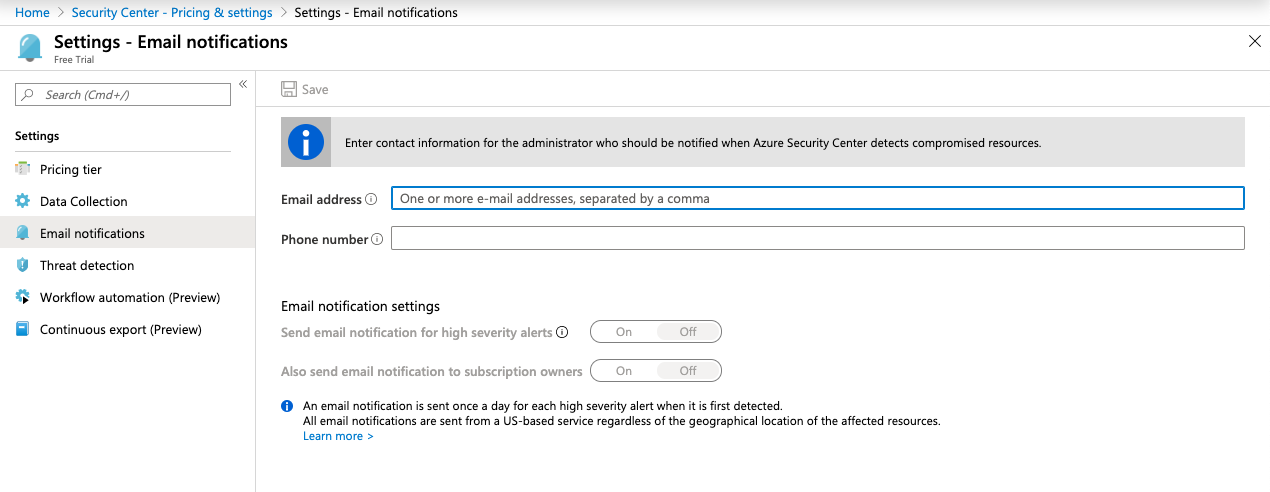 Home > Security Center - Pricing & settings > Settings - Email notifications
Settings - Email notifications
Free Trial
Search (Cmd+/)
«
Settings
Pricing tier
Data Collection
Email notifications
Threat detection
Workflow automation (Preview)
Continuous export (Preview)
Save
Enter contact information for the administrator who should be notified when Azure Security Center detects compromised resources.
Email address
One or more e-mail addresses, separated by a comma
Phone number
Email notification settings
Send email notification for high severity alerts On Off
Also send email notification to subscription owners On Off
An email notification is sent once a day for each high severity alert when it is first detected.
All email notifications are sent from a US-based service regardless of the geographical location of the affected resources.
Learn more >